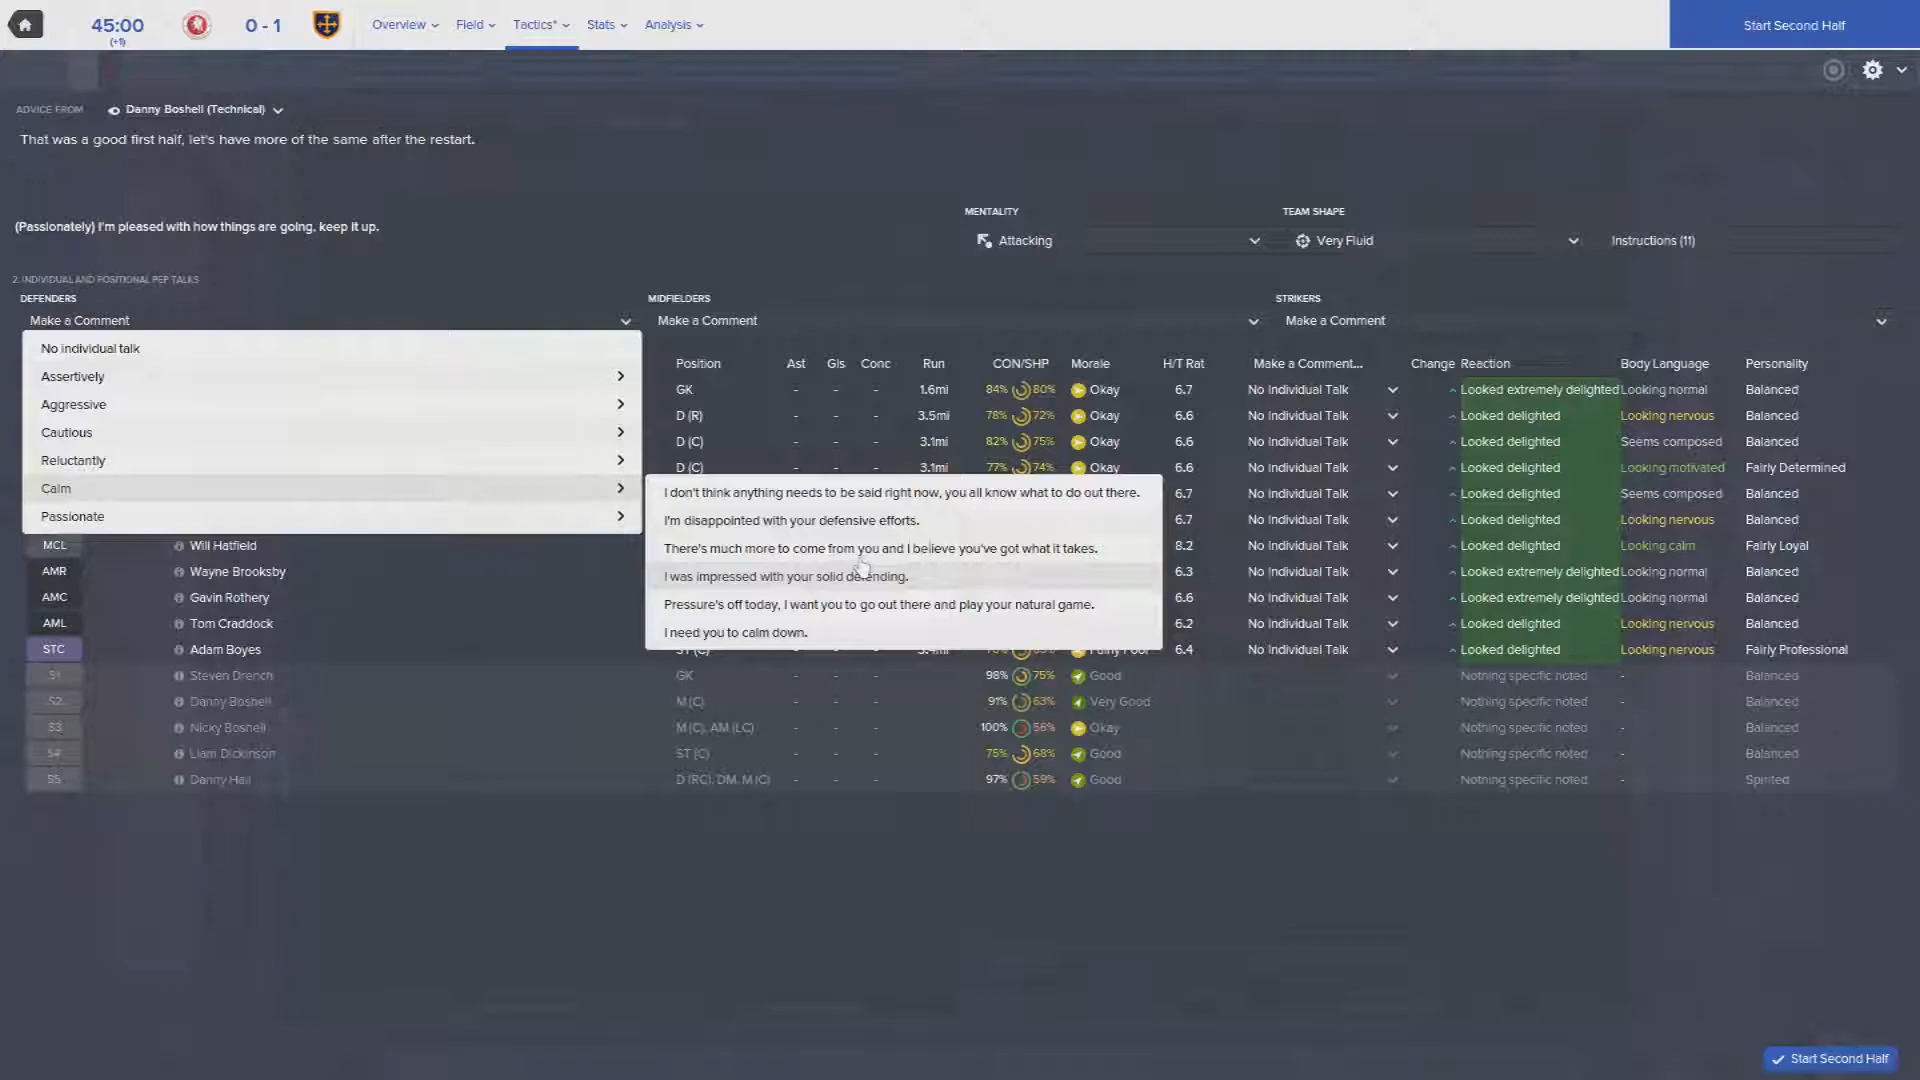 45:00 0 - 1 Overview Field Tactics* Stats Analysis Start Second Half
(+1)
ADVICE FROM Danny Boshell (Technical)
That was a good first half, let's have more of the same after the restart.
MENTALITY TEAM SHAPE
(Passionately) I'm pleased with how things are going, keep it up.
Attacking Very Fluid Instructions (11)
2. INDIVIDUAL AND POSITIONAL PEP TALKS
DEFENDERS MIDFIELDERS STRIKERS
Make a Comment Make a Comment Make a Comment
No individual talk
Assertively
Aggressive
Cautious
Reluctantly
Calm
Passionate
I don't think anything needs to be said right now, you all know what to do out there.
I'm disappointed with your defensive efforts.
There's much more to come from you and I believe you've got what it takes.
I was impressed with your solid defending.
Pressure's off today, I want you to go out there and play your natural game.
I need you to calm down.
Position Ast Gls Conc Run CON/SHP Morale H/T Rat Make a Comment... Change Reaction Body Language Personality
GK - - - 1.6mi 84% 80% Okay 6.7 No Individual Talk Looked extremely delighted Looking normal Balanced
D (R) - - - 3.5mi 78% 72% Okay 6.6 No Individual Talk Looked delighted Looking nervous Balanced
D (C) - - - 3.1mi 82% 75% Okay 6.6 No Individual Talk Looked delighted Seems composed Balanced
D (C) - - - 3.1mi 77% 74% Okay 6.6 No Individual Talk Looked delighted Looking motivated Fairly Determined
6.7 No Individual Talk Looked delighted Seems composed Balanced
6.7 No Individual Talk Looked delighted Looking nervous Balanced
MCL Will Hatfield 8.2 No Individual Talk Looked delighted Looking calm Fairly Loyal
AMR Wayne Brooksby 6.3 No Individual Talk Looked extremely delighted Looking normal Balanced
AMC Gavin Rothery 6.6 No Individual Talk Looked extremely delighted Looking normal Balanced
AML Tom Craddock 6.2 No Individual Talk Looked delighted Looking nervous Balanced
STC Adam Boyes ST (C) 6.4 No Individual Talk Looked delighted Looking nervous Fairly Professional
S1 Steven Drench GK - - - 98% 75% Good Nothing specific noted - Balanced
S2 Danny Boshell M (C) - - - 91% 63% Very Good Nothing specific noted - Balanced
S3 Nicky Boshell M (C), AM (LC) - - - 100% 56% Okay Nothing specific noted - Balanced
S4 Liam Dickinson ST (C) - - - 75% 68% Good Nothing specific noted - Balanced
S5 Danny Hall D (RC), DM, M (C) - - - 97% 59% Good Nothing specific noted - Spirited
Start Second Half